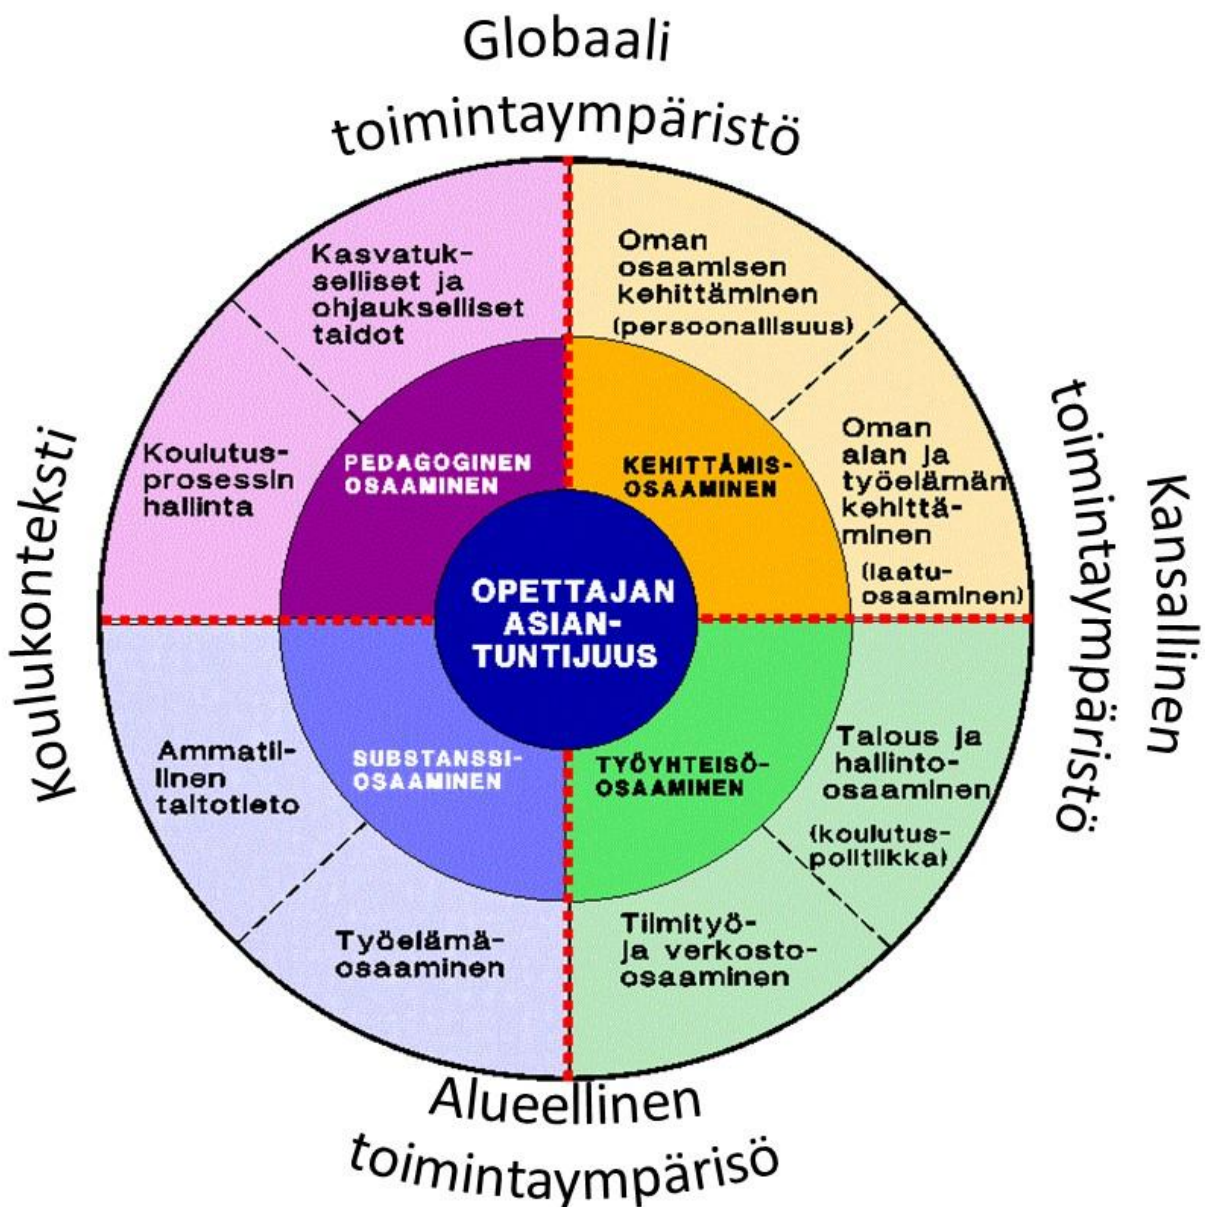 Globaali
toimintaympäristö
Kasvatuk-
selliset ja
ohjaukselliset
taidot
Oman
osaamisen
kehittäminen
(persoonallisuus)
Koulutus-
prosessin
hallinta
PEDAGOGINEN
OSAAMINEN
KEHITTÄMIS-
OSAAMINEN
Oman
alan ja
työelämän
kehittä-
minen
(laatu-
osaaminen)
Koulukonteksti
OPETTAJAN
ASIAN-
TUNTIJUUS
Kansallinen
toimintaympäristö
Ammatil-
linen
taitotieto
SUBSTANSSI-
OSAAMINEN
TYÖYHTEISÖ-
OSAAMINEN
Talous ja
hallinto-
osaaminen
(koulutus-
politiikka)
Työelämä-
osaaminen
Tiimityö-
ja verkosto-
osaaminen
Alueellinen
toimintaympärisö